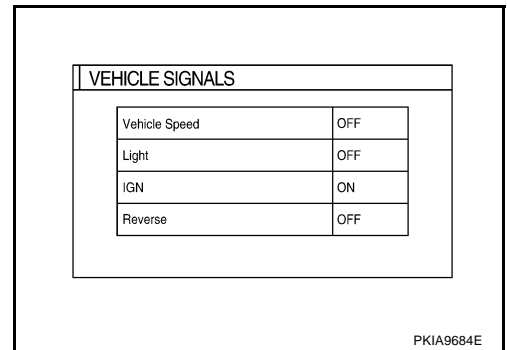 VEHICLE SIGNALS
Vehicle Speed OFF
Light OFF
IGN ON
Reverse OFF
PKIA9684E